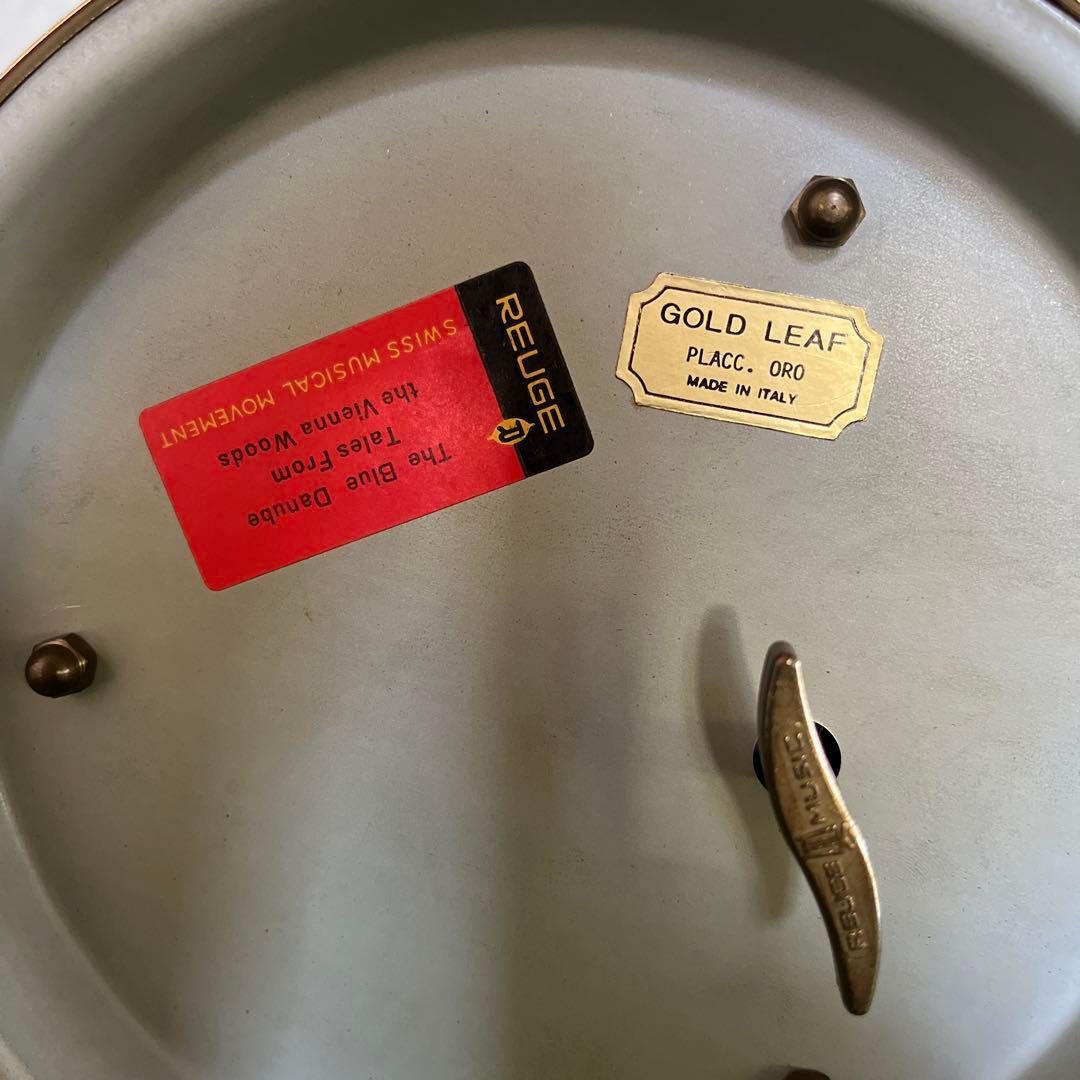 REUGE
R
The Blue Danube
Tales From
the Vienna Woods
SWISS MUSICAL MOVEMENT
GOLD LEAF
PLACC. ORO
MADE IN ITALY
REUGE MUSIC